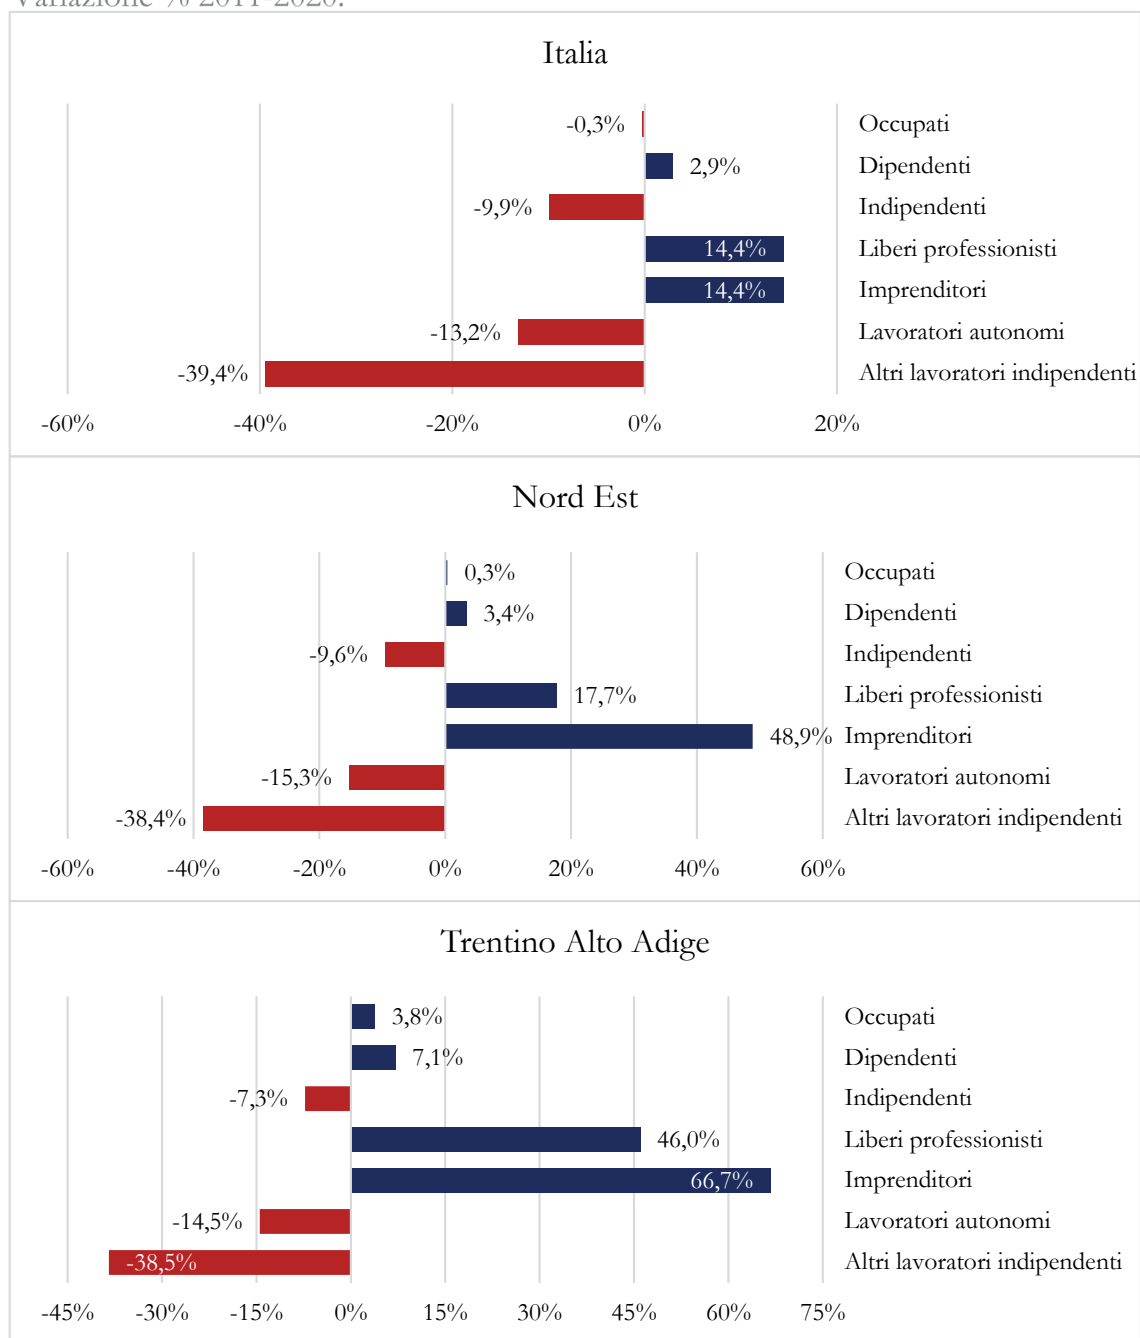 Variazione % 2011-2020.
Italia
-0,3% Occupati
2,9% Dipendenti
-9,9% Indipendenti
14,4% Liberi professionisti
14,4% Imprenditori
-13,2% Lavoratori autonomi
-39,4% Altri lavoratori indipendenti
-60% -40% -20% 0% 20%
Nord Est
0,3% Occupati
3,4% Dipendenti
-9,6% Indipendenti
17,7% Liberi professionisti
48,9% Imprenditori
-15,3% Lavoratori autonomi
-38,4% Altri lavoratori indipendenti
-60% -40% -20% 0% 20% 40% 60%
Trentino Alto Adige
3,8% Occupati
7,1% Dipendenti
-7,3% Indipendenti
46,0% Liberi professionisti
66,7% Imprenditori
-14,5% Lavoratori autonomi
-38,5% Altri lavoratori indipendenti
-45% -30% -15% 0% 15% 30% 45% 60% 75%